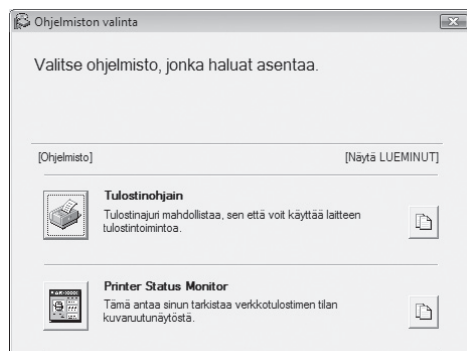 Ohjelmiston valinta
Valitse ohjelmisto, jonka haluat asentaa.
[Ohjelmisto] [Näytä LUEMINUT]
Tulostinohjain
Tulostinajuri mahdollistaa, sen että voit käyttää laitteen
tulostintoimintoa.
Printer Status Monitor
Tämä antaa sinun tarkistaa verkkotulostimen tilan
kuvaruutunäytöstä.